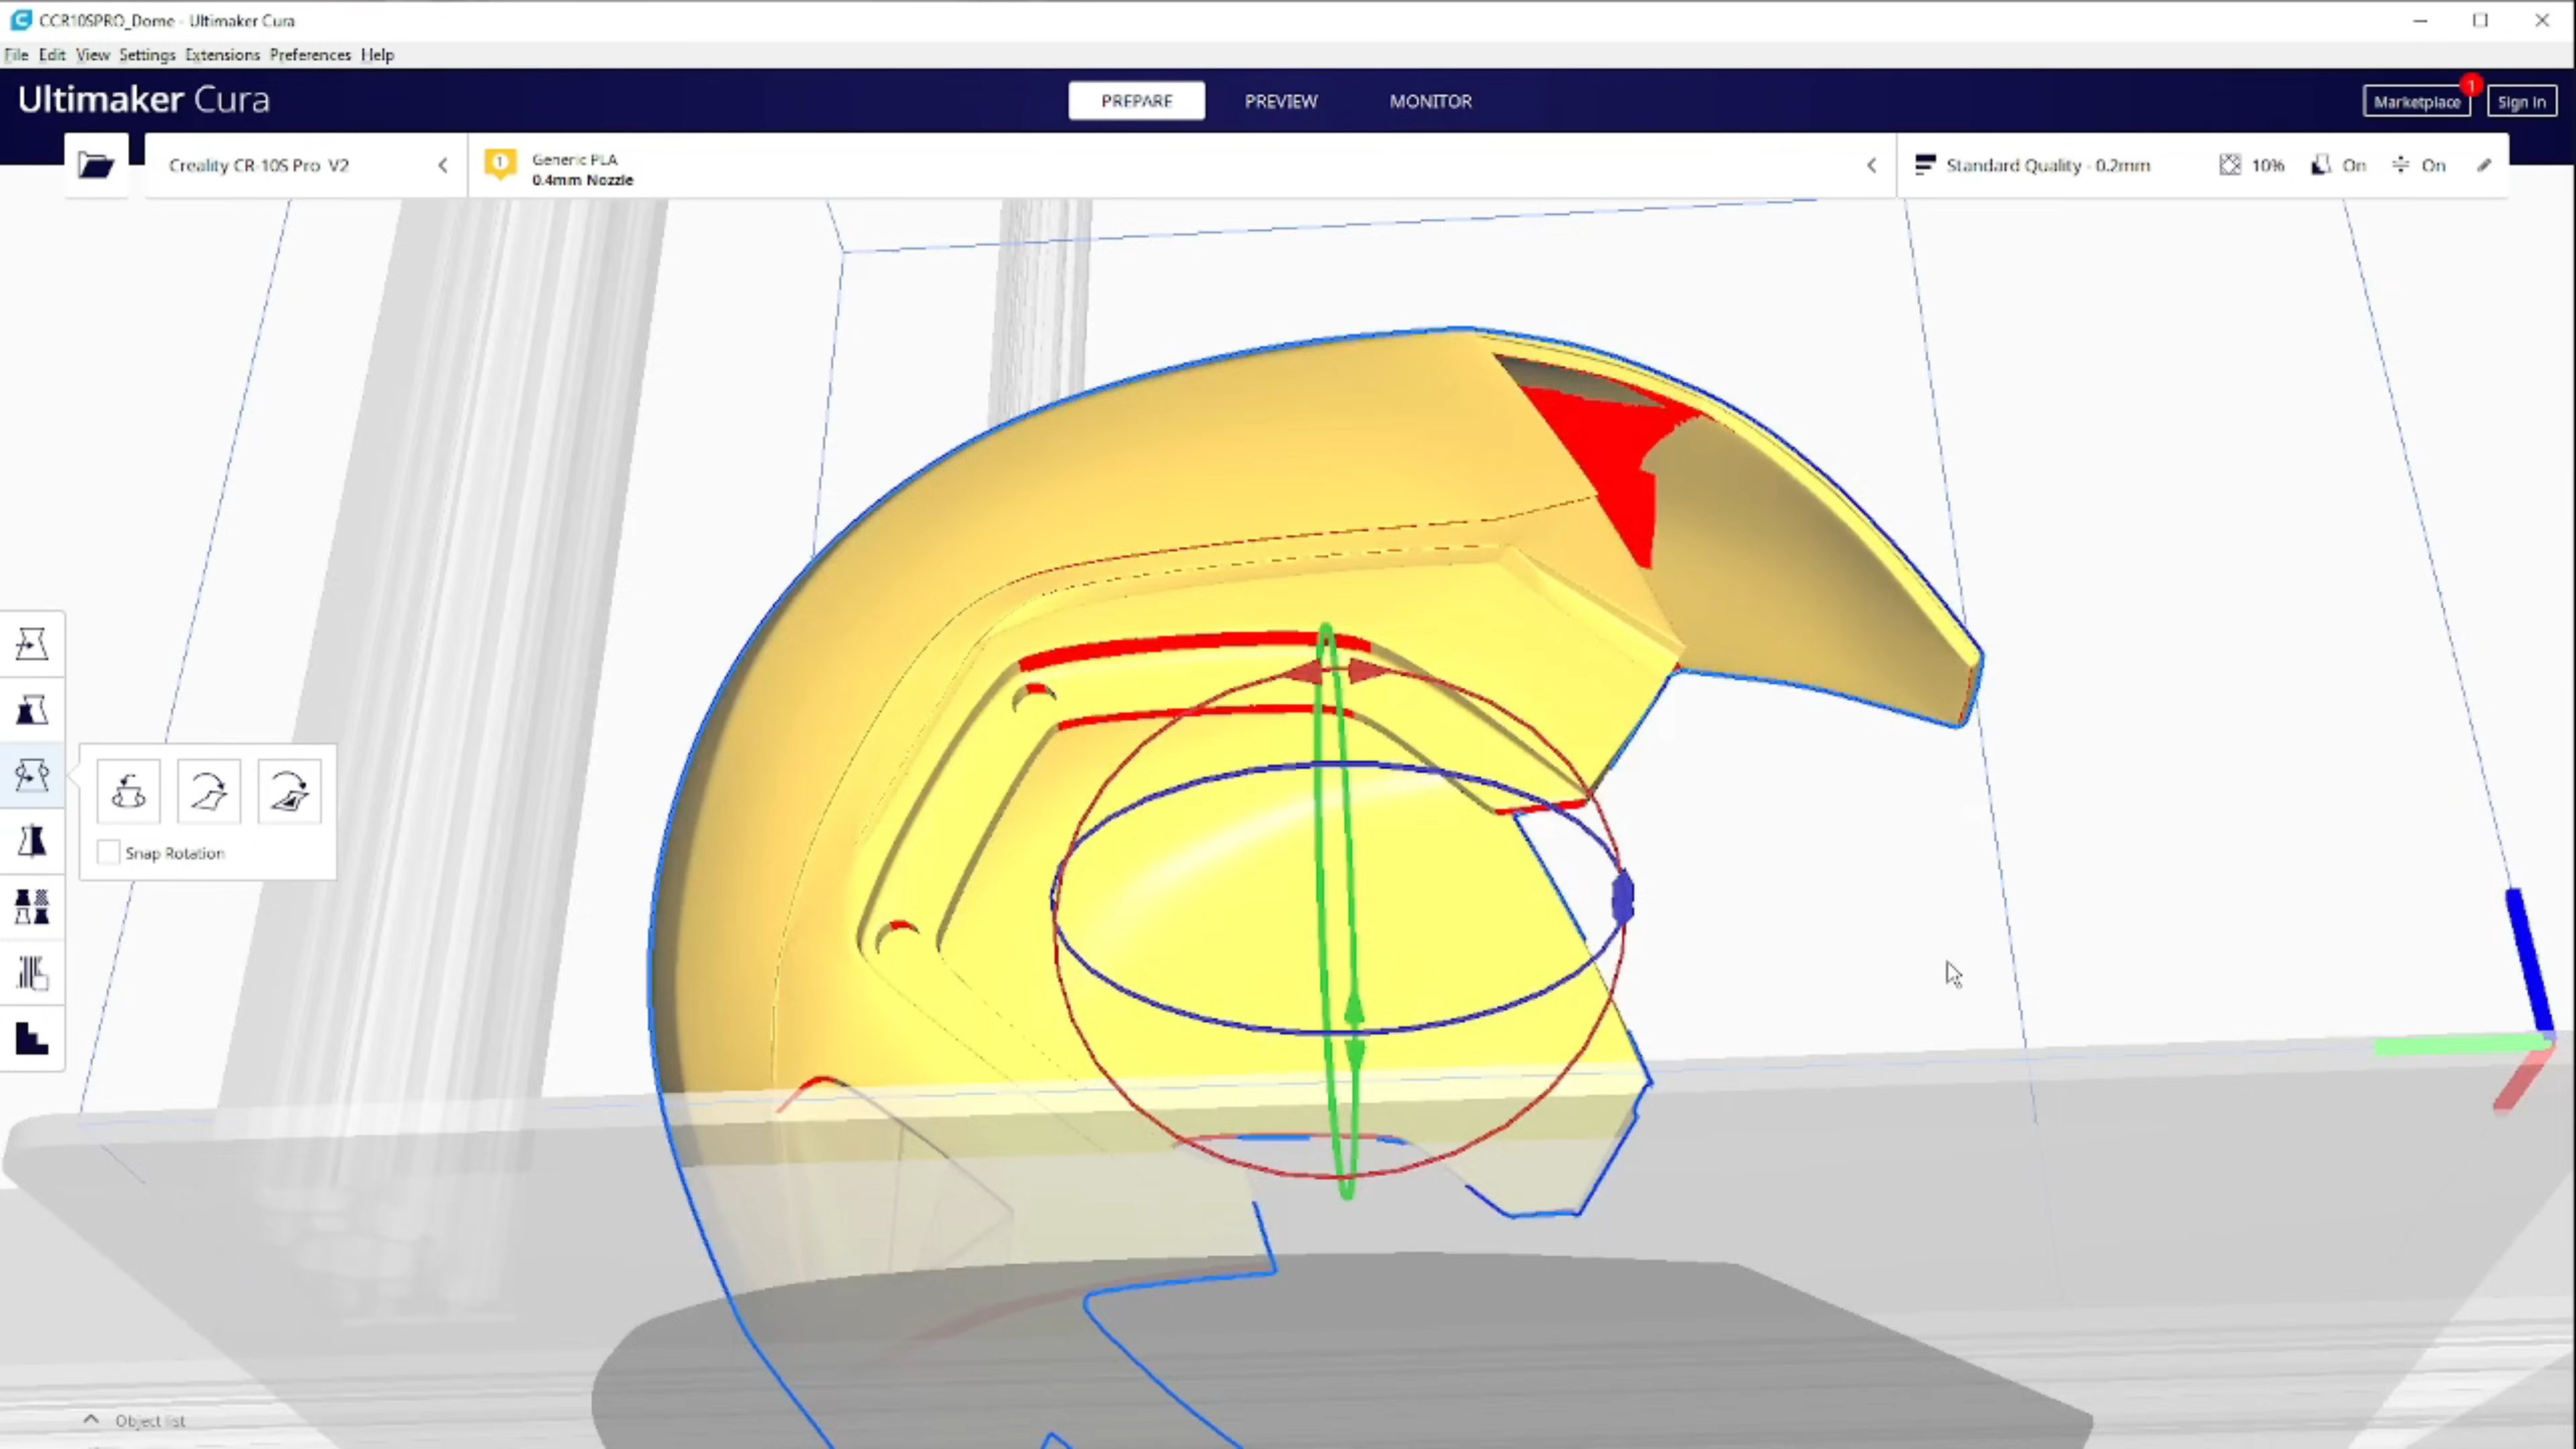 CCR10SPRO_Dome - Ultimaker Cura
File Edit View Settings Extensions Preferences Help
Ultimaker Cura
PREPARE
PREVIEW
MONITOR
Marketplace
1
Sign in
Creality CR-10S Pro V2
1
Generic PLA
0.4mm Nozzle
Standard Quality - 0.2mm
10%
On
On
Snap Rotation
Object list